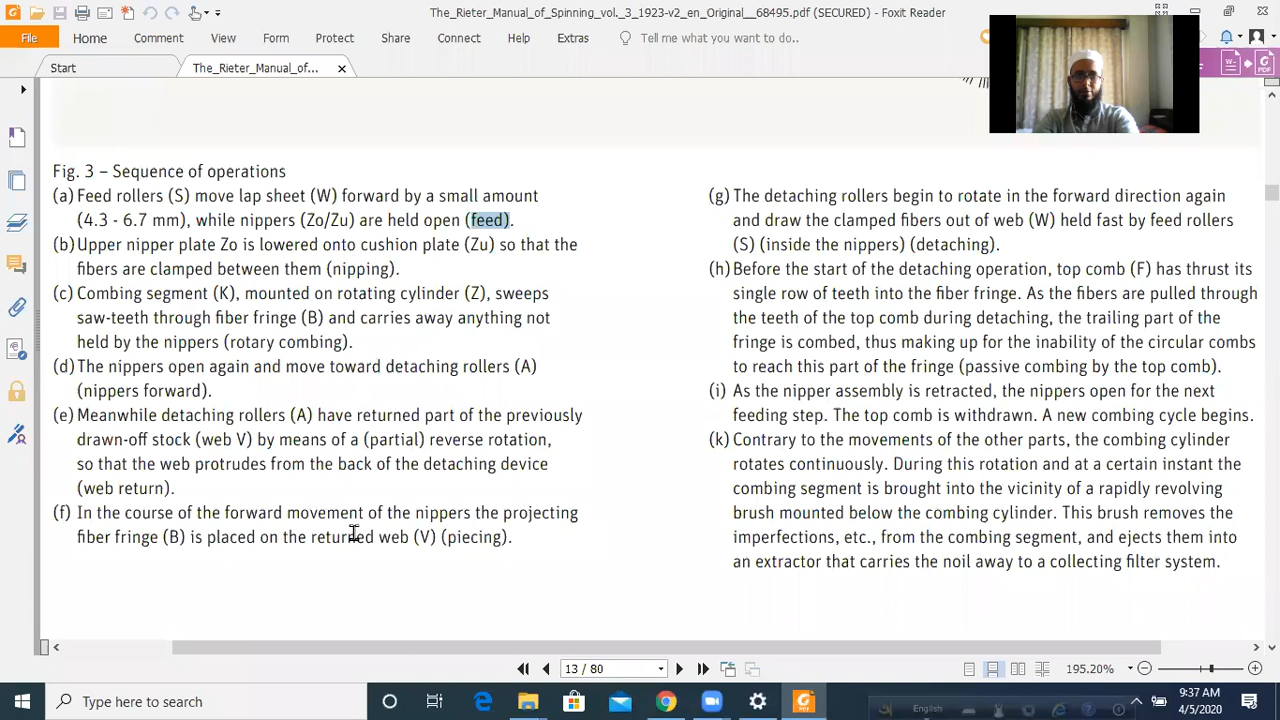 The_Rieter_Manual_of_Spinning_vol._3_1923-v2_en_Original__68495.pdf (SECURED) - Foxit Reader
File Home Comment View Form Protect Share Connect Help Extras Tell me what you want to do..
Start The_Rieter_Manual_of...
Fig. 3 – Sequence of operations
(a) Feed rollers (S) move lap sheet (W) forward by a small amount
(4.3 - 6.7 mm), while nippers (Zo/Zu) are held open (feed).
(b) Upper nipper plate Zo is lowered onto cushion plate (Zu) so that the
fibers are clamped between them (nipping).
(c) Combing segment (K), mounted on rotating cylinder (Z), sweeps
saw-teeth through fiber fringe (B) and carries away anything not
held by the nippers (rotary combing).
(d) The nippers open again and move toward detaching rollers (A)
(nippers forward).
(e) Meanwhile detaching rollers (A) have returned part of the previously
drawn-off stock (web V) by means of a (partial) reverse rotation,
so that the web protrudes from the back of the detaching device
(web return).
(f) In the course of the forward movement of the nippers the projecting
fiber fringe (B) is placed on the returned web (V) (piecing).
(g) The detaching rollers begin to rotate in the forward direction again
and draw the clamped fibers out of web (W) held fast by feed rollers
(S) (inside the nippers) (detaching).
(h) Before the start of the detaching operation, top comb (F) has thrust its
single row of teeth into the fiber fringe. As the fibers are pulled through
the teeth of the top comb during detaching, the trailing part of the
fringe is combed, thus making up for the inability of the circular combs
to reach this part of the fringe (passive combing by the top comb).
(i) As the nipper assembly is retracted, the nippers open for the next
feeding step. The top comb is withdrawn. A new combing cycle begins.
(k) Contrary to the movements of the other parts, the combing cylinder
rotates continuously. During this rotation and at a certain instant the
combing segment is brought into the vicinity of a rapidly revolving
brush mounted below the combing cylinder. This brush removes the
imperfections, etc., from the combing segment, and ejects them into
an extractor that carries the noil away to a collecting filter system.
13 / 80 195.20%
Type here to search
English
9:37 AM
4/5/2020